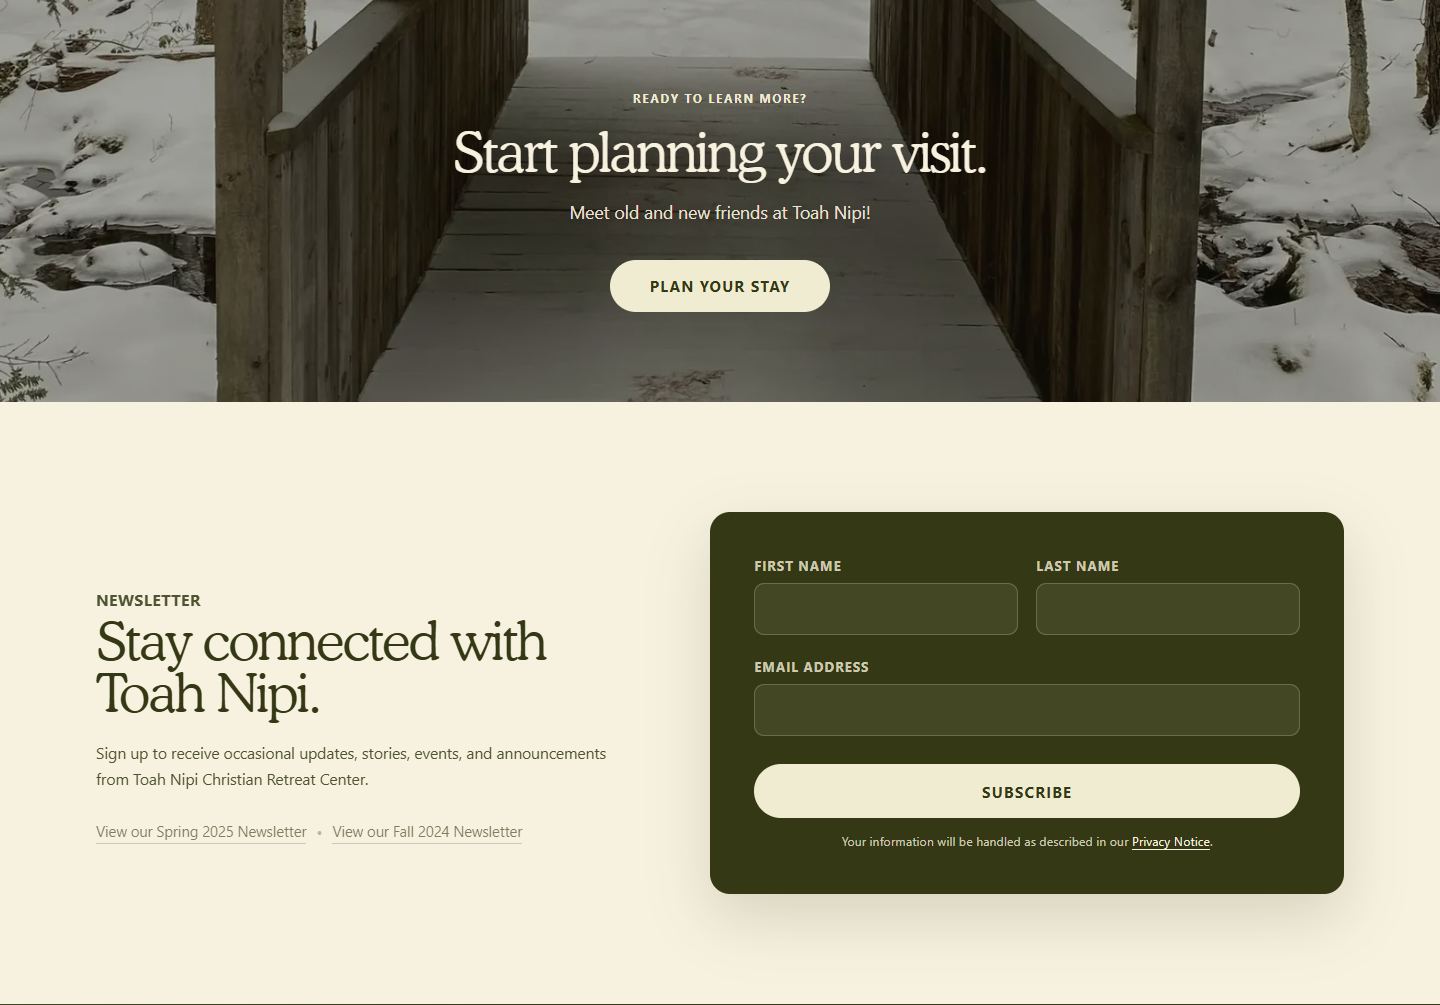 READY TO LEARN MORE?
Start planning your visit.
Meet old and new friends at Toah Nipi!
PLAN YOUR STAY
NEWSLETTER
Stay connected with
Toah Nipi.
Sign up to receive occasional updates, stories, events, and announcements
from Toah Nipi Christian Retreat Center.
View our Spring 2025 Newsletter • View our Fall 2024 Newsletter
FIRST NAME
LAST NAME
EMAIL ADDRESS
SUBSCRIBE
Your information will be handled as described in our Privacy Notice.